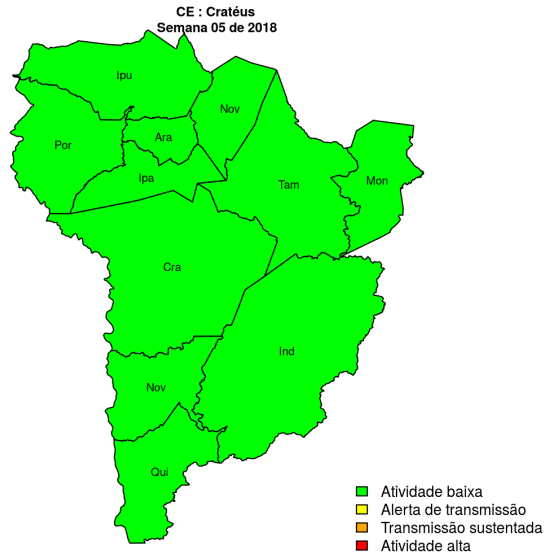 CE : Cratéus
Semana 05 de 2018
Ipu
Nov
Por
Ara
Ipa
Tam
Mon
Cra
Ind
Nov
Qui
Atividade baixa
Alerta de transmissão
Transmissão sustentada
Atividade alta